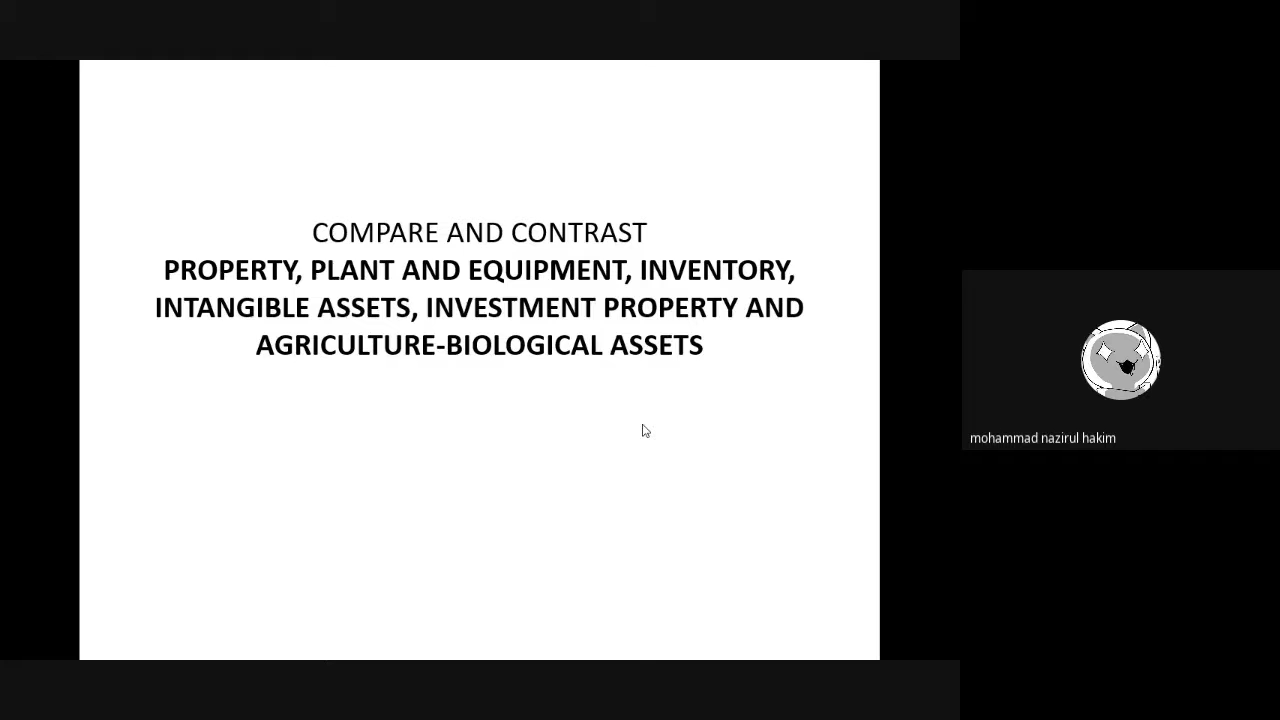 COMPARE AND CONTRAST
PROPERTY, PLANT AND EQUIPMENT, INVENTORY,
INTANGIBLE ASSETS, INVESTMENT PROPERTY AND
AGRICULTURE-BIOLOGICAL ASSETS
mohammad nazirul hakim